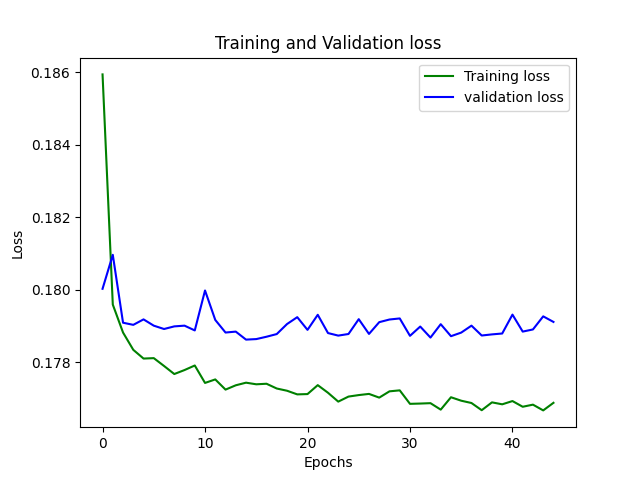 Training and Validation loss
Training loss
validation loss
0.186
0.184
0.182
0.180
0.178
Loss
0
10
20
30
40
Epochs